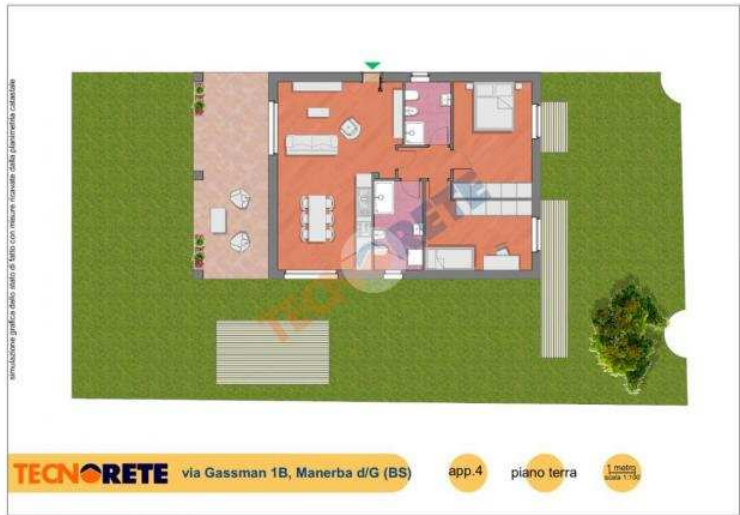 simulazione grafica dello stato di fatto con misure ricavate dalla planimetria catastale
TECNORETE
TECNORETE via Gassman 1B, Manerba d/G (BS) app.4 piano terra 1 metro
scala 1:100